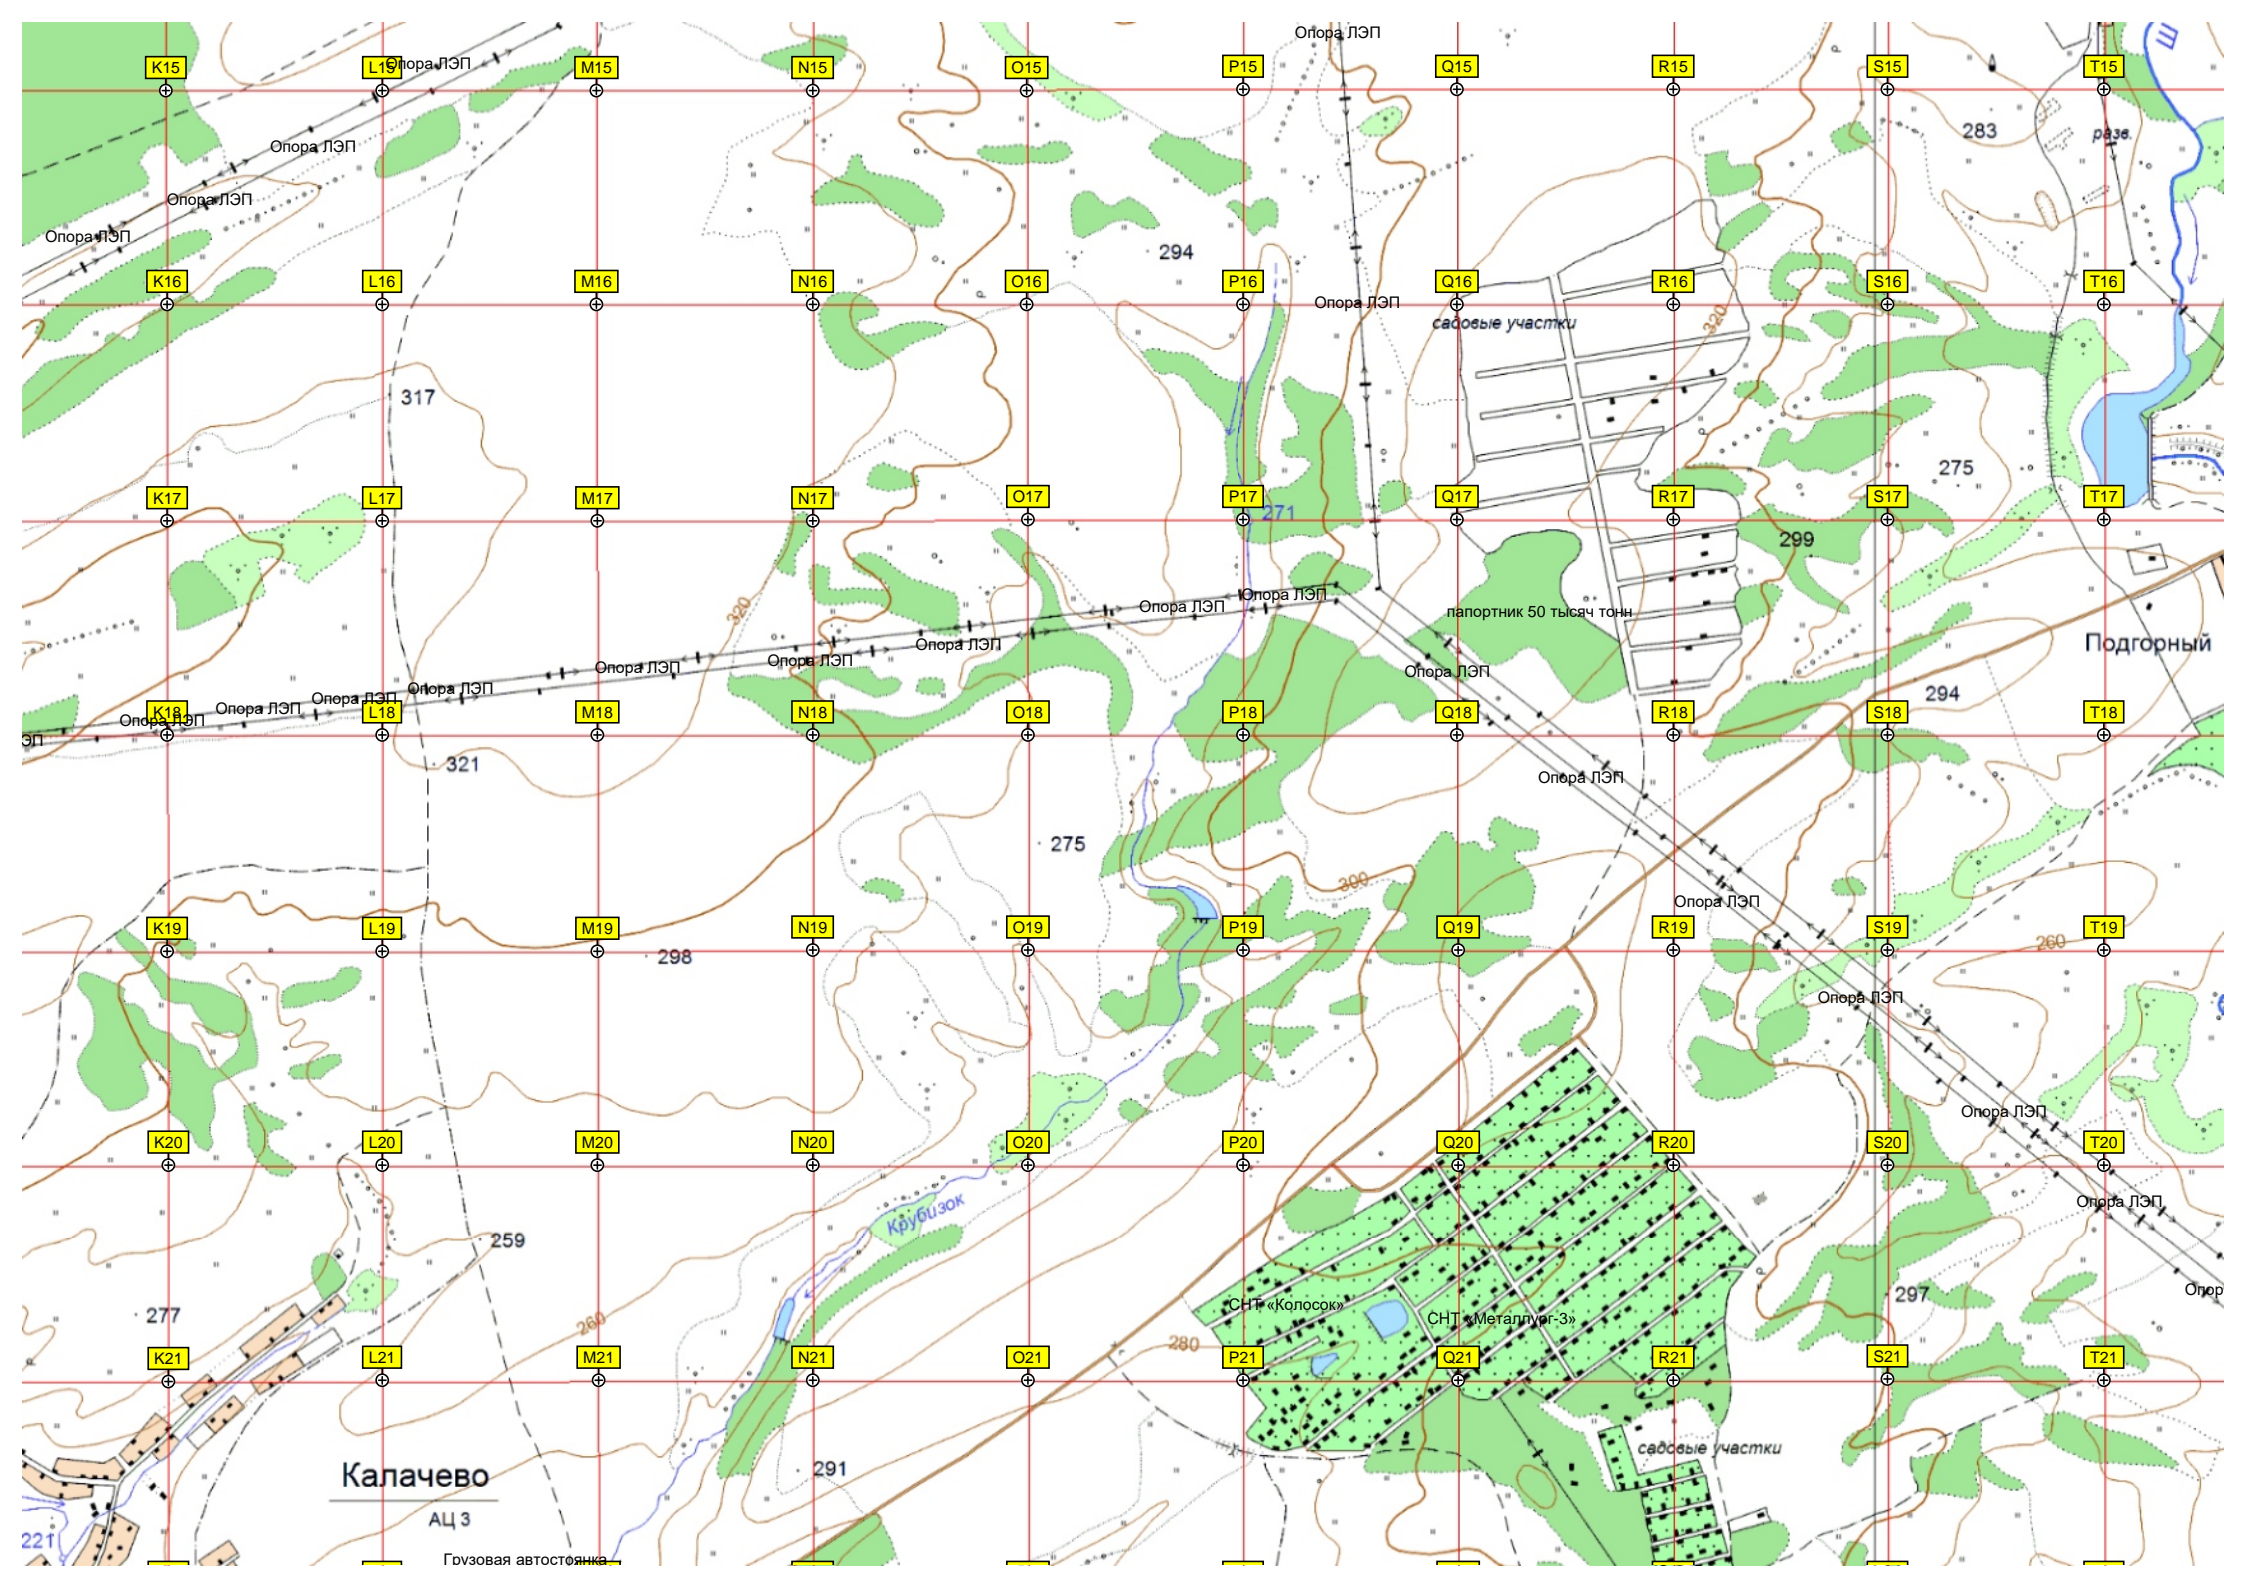 Опора ЛЭП
Ш
K15
L15
Опора ЛЭП
M15
N15
O15
P15
Q15
R15
S15
T15
283
разв.
Опора ЛЭП
Опора ЛЭП
Опора ЛЭП
294
K16
L16
M16
N16
O16
P16
Опора ЛЭП
Q16
R16
S16
T16
садовые участки
320
317
275
K17
L17
M17
N17
O17
P17
Q17
R17
S17
T17
271
299
320
Опора ЛЭП
Опора ЛЭП
папортник 50 тысяч тонн
Опора ЛЭП
Подгорный
Опора ЛЭП
Опора ЛЭП
Опора ЛЭП
Опора ЛЭП
Опора ЛЭП
Опора ЛЭП
294
K18
Опора ЛЭП
L18
M18
N18
O18
P18
Q18
R18
S18
T18
ЭП
321
Опора ЛЭП
275
300
Опора ЛЭП
K19
L19
M19
N19
O19
P19
Q19
R19
S19
T19
260
298
Опора ЛЭП
Опора ЛЭП
K20
L20
M20
N20
O20
P20
Q20
R20
S20
T20
Опора ЛЭП
Крубизок
259
Опор
297
277
СНТ «Колосок»
СНТ «Металлург-3»
260
280
K21
L21
M21
N21
O21
P21
Q21
R21
S21
T21
садовые участки
291
Калачево
АЦ 3
221
Грузовая автостоянка